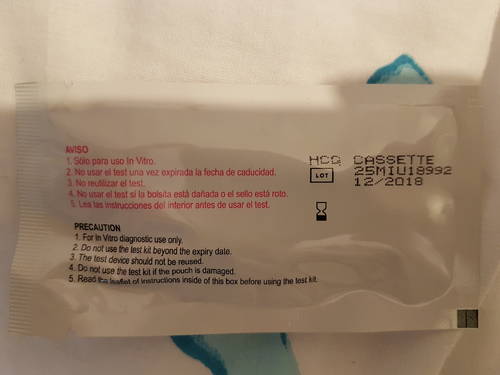 AVISO
1. Sólo para uso In Vitro.
2. No usar el test una vez expirada la fecha de caducidad.
3. No reutilizar el test.
4. No usar el test si la bolsita está dañada o el sello está roto.
5. Lea las instrucciones del interior antes de usar el test.
PRECAUTION
1. For In Vitro diagnostic use only.
2. Do not use the test kit beyond the expiry date.
3. The test device should not be reused.
4. Do not use the test kit if the pouch is damaged.
5. Read the leaflet of instructions inside of this box before using the test kit.
HCG CASSETTE
LOT 25MIU18992
12/2018